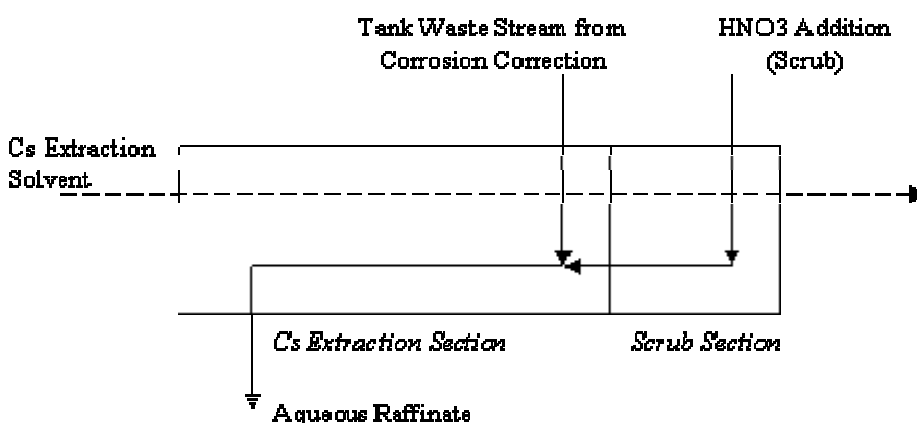 Tank Waste Stream from
Corrosion Correction
HNO3 Addition
(Scrub)
Cs Extraction
Solvent
Cs Extraction Section
Scrub Section
Aqueous Raffinate